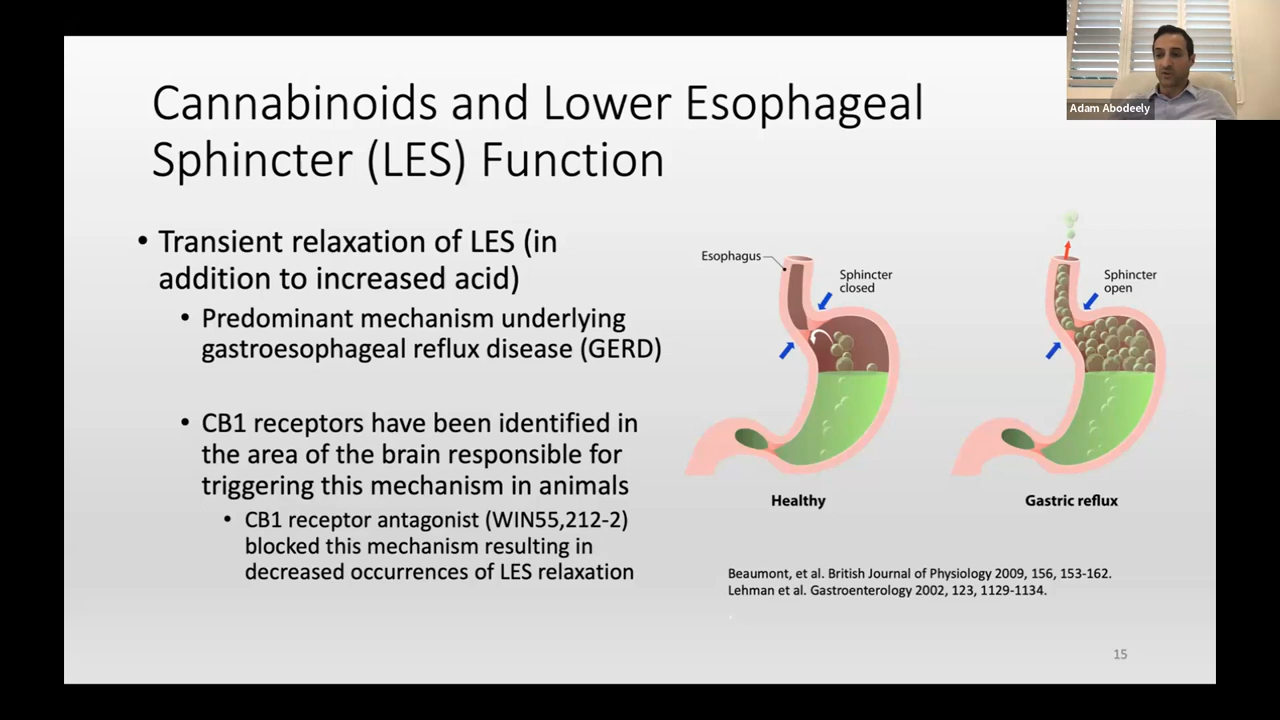 Adam Abodeely
Cannabinoids and Lower Esophageal
Sphincter (LES) Function
• Transient relaxation of LES (in
addition to increased acid)
• Predominant mechanism underlying
gastroesophageal reflux disease (GERD)
• CB1 receptors have been identified in
the area of the brain responsible for
triggering this mechanism in animals
• CB1 receptor antagonist (WIN55,212-2)
blocked this mechanism resulting in
decreased occurrences of LES relaxation
Esophagus
Sphincter
closed
Healthy
Sphincter
open
Gastric reflux
Beaumont, et al. British Journal of Physiology 2009, 156, 153-162.
Lehman et al. Gastroenterology 2002, 123, 1129-1134.
15